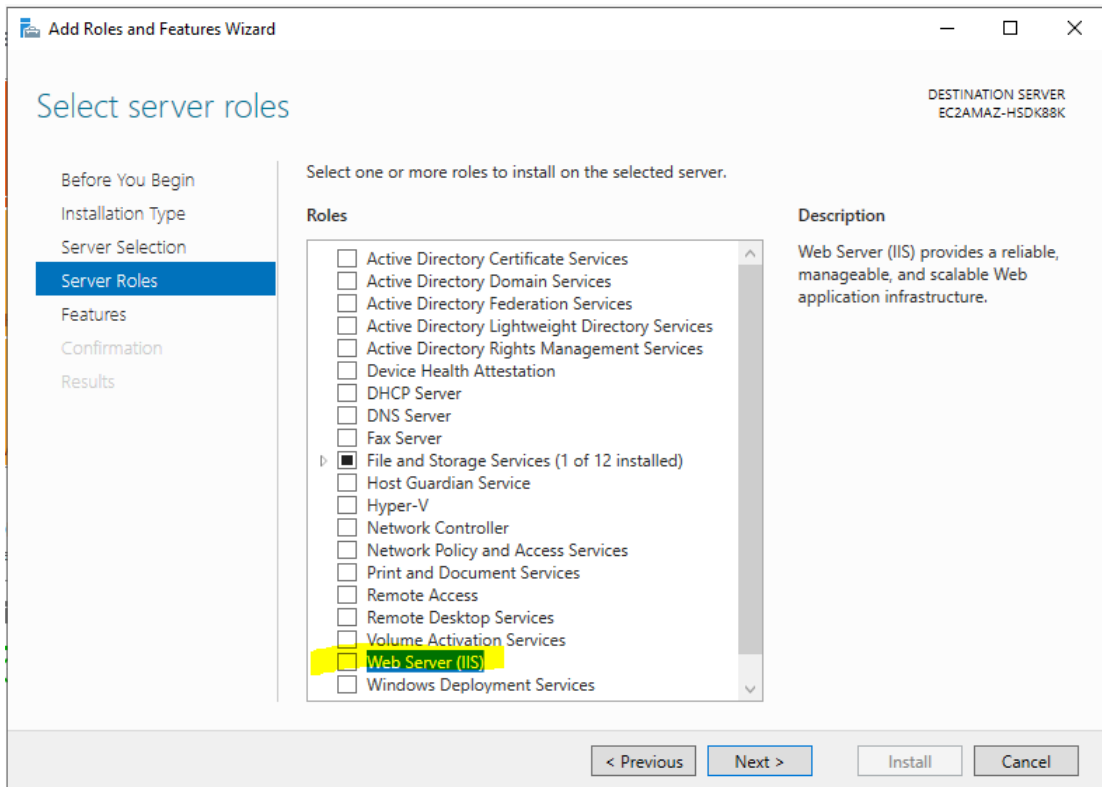 Add Roles and Features Wizard
Select server roles
DESTINATION SERVER
EC2AMAZ-HSDK88K
Before You Begin
Installation Type
Server Selection
Server Roles
Features
Confirmation
Results
Select one or more roles to install on the selected server.
Roles
Active Directory Certificate Services
Active Directory Domain Services
Active Directory Federation Services
Active Directory Lightweight Directory Services
Active Directory Rights Management Services
Device Health Attestation
DHCP Server
DNS Server
Fax Server
File and Storage Services (1 of 12 installed)
Host Guardian Service
Hyper-V
Network Controller
Network Policy and Access Services
Print and Document Services
Remote Access
Remote Desktop Services
Volume Activation Services
Web Server (IIS)
Windows Deployment Services
Description
Web Server (IIS) provides a reliable,
manageable, and scalable Web
application infrastructure.
< Previous
Next >
Install
Cancel